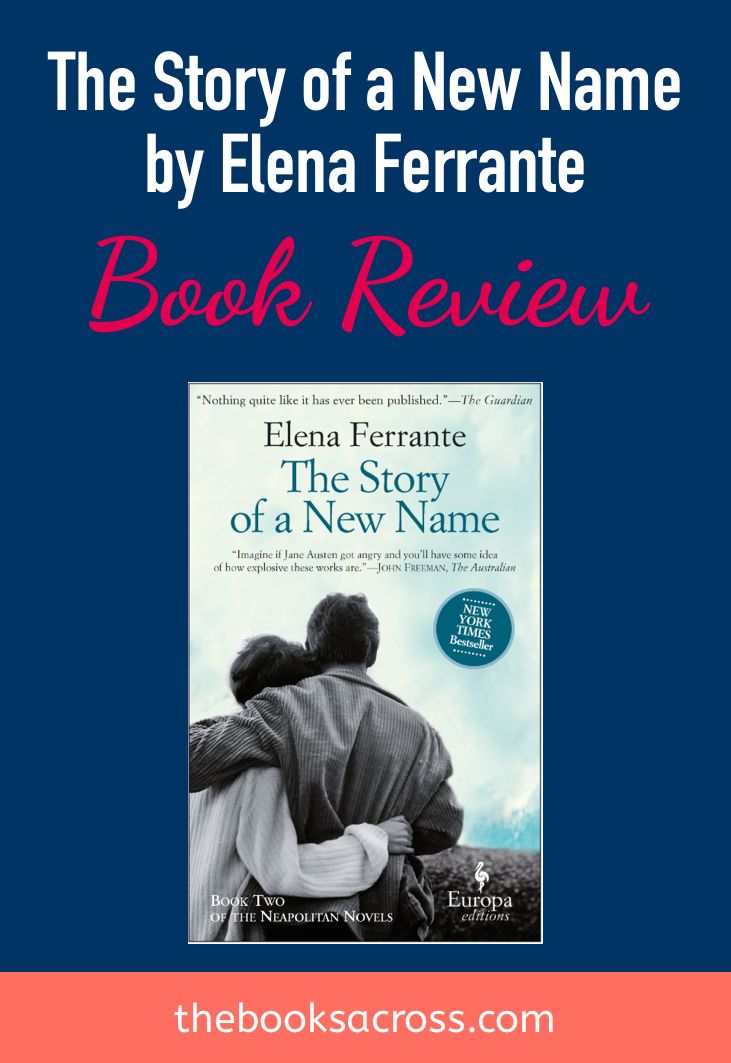 The Story of a New Name
by Elena Ferrante
Book Review
“Nothing quite like it has ever been published.”—The Guardian
Elena Ferrante
The Story
of a New Name
“Imagine if Jane Austen got angry and you’ll have some idea
of how explosive these works are.”—John Freeman, The Australian
NEW
YORK
TIMES
Bestseller
Book Two
of the Neapolitan Novels
Europa
editions
thebooksacross.com